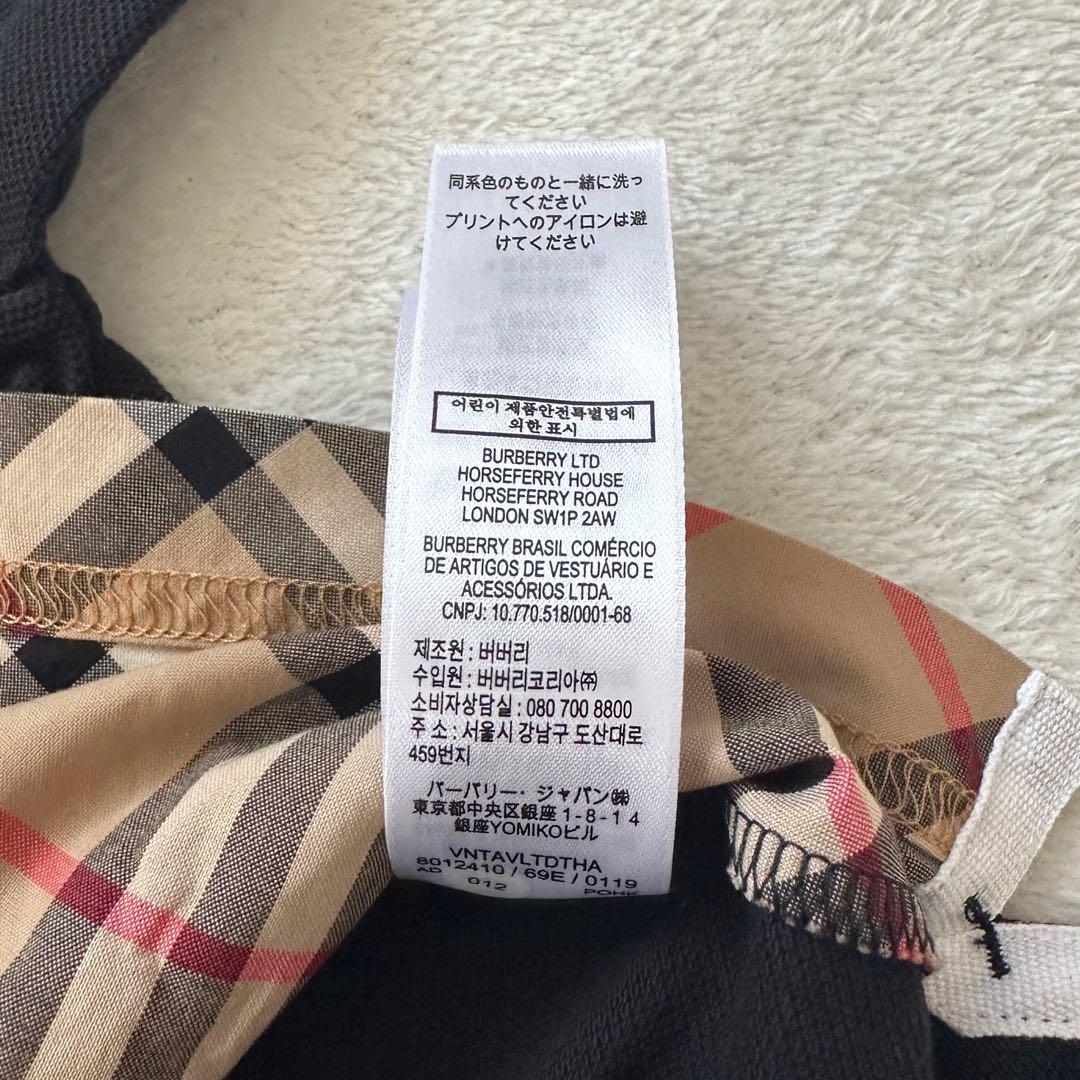 同系色のものと一緒に洗っ
てください
プリントへのアイロンは避
けてください
어린이 제품안전특별법에
의한 표시
BURBERRY LTD
HORSEFERRY HOUSE
HORSEFERRY ROAD
LONDON SW1P 2AW
BURBERRY BRASIL COMÉRCIO
DE ARTIGOS DE VESTUÁRIO E
ACESSÓRIOS LTDA.
CNPJ: 10.770.518/0001-68
제조원 : 버버리
수입원 : 버버리코리아㈜
소비자상담실 : 080 700 8800
주 소 : 서울시 강남구 도산대로
459번지
バーバリー・ジャパン㈱
東京都中央区銀座 1-8-1 4
銀座YOMIKOビル
VNTAVLTDTHA
8012410 / 69E / 0119
AD 012